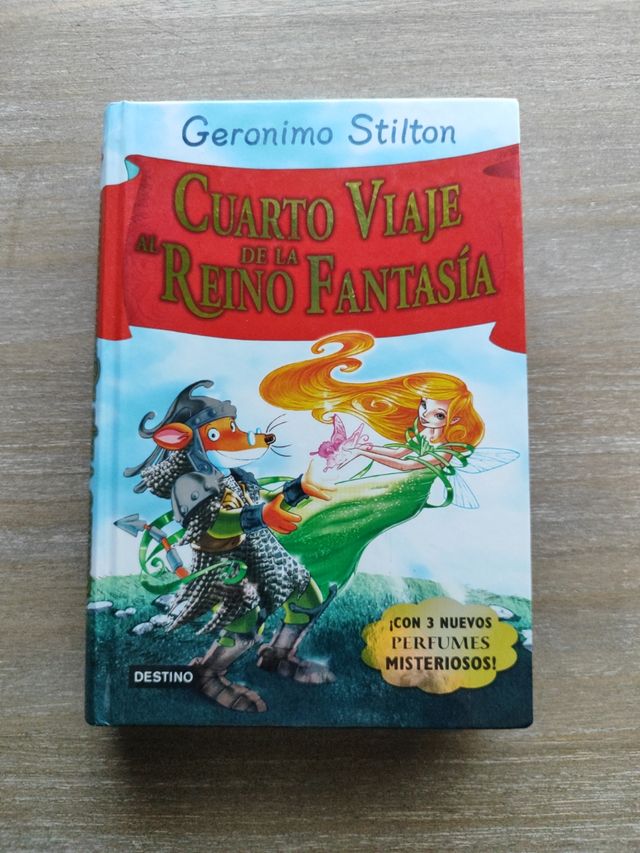 Geronimo Stilton
CUARTO VIAJE
AL REINO DE LA FANTASÍA
¡CON 3 NUEVOS
PERFUMES
MISTERIOSOS!
DESTINO